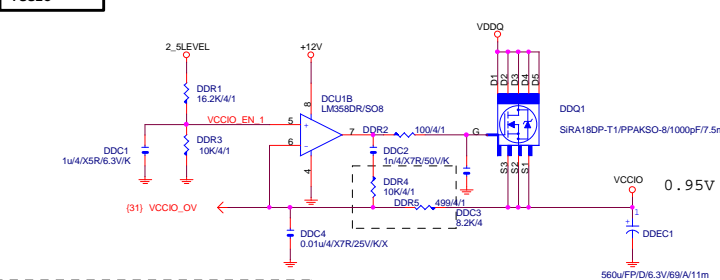 2_5LEVEL
+12V
VDDQ
DDR1
16.2K/4/1
VCCIO_EN_1
DDC1
1u/4/X5R/6.3V/K
DDR3
10K/4/1
DCU1B
LM358DR/SO8
8
5
+
6
-
7
4
DDR2
100/4/1
DDC2
1n/4/X7R/50V/K
DDR4
10K/4/1
DDR5
499/4/1
DDC3
8.2K/4
D1
D2
D3
D4
D5
G
S3
S2
S1
DDQ1
SiRA18DP-T1/PPAKSO-8/1000pF/7.5m
{31} VCCIO_OV
DDC4
0.01u/4/X7R/25V/K/X
VCCIO
0.95V
+
1
DDEC1
560u/FP/D/6.3V/69/A/11m